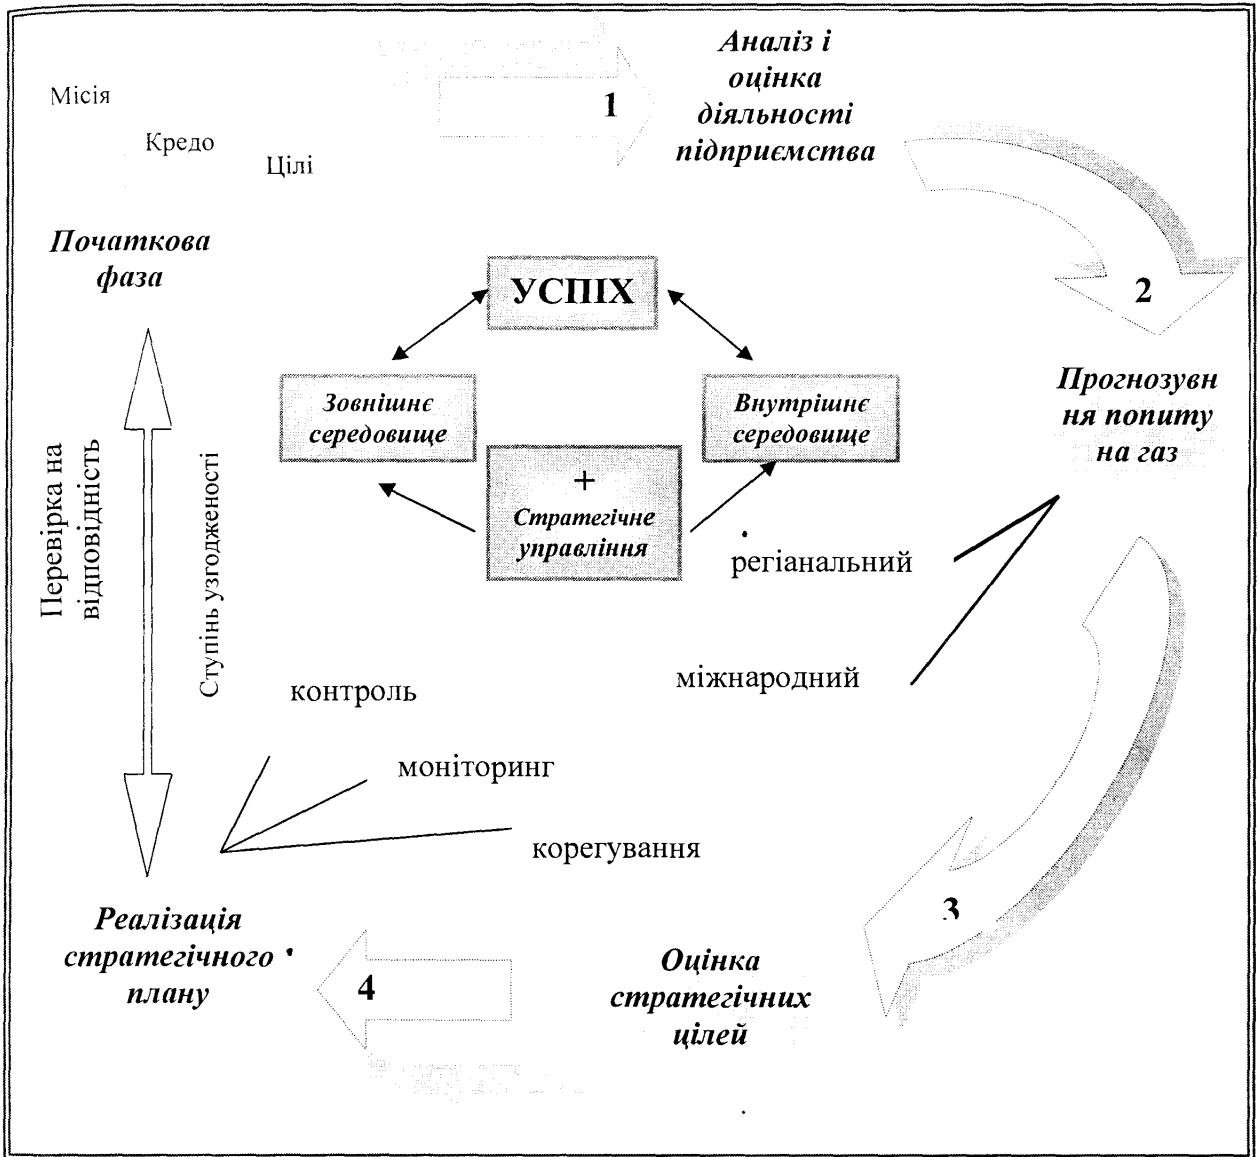 Місія
Кредо
Цілі
Початкова
фаза
1
Аналіз і
оцінка
діяльності
підприємства
2
УСПІХ
Зовнішнє
середовище
Внутрішнє
середовище
+
Стратегічне
управління
Прогнозувн
ня попиту
на газ
регіанальний
міжнародний
Перевірка на
відповідність
Ступінь узгодженості
контроль
моніторинг
корегування
3
Реалізація
стратегічного
плану
4
Оцінка
стратегічних
цілей